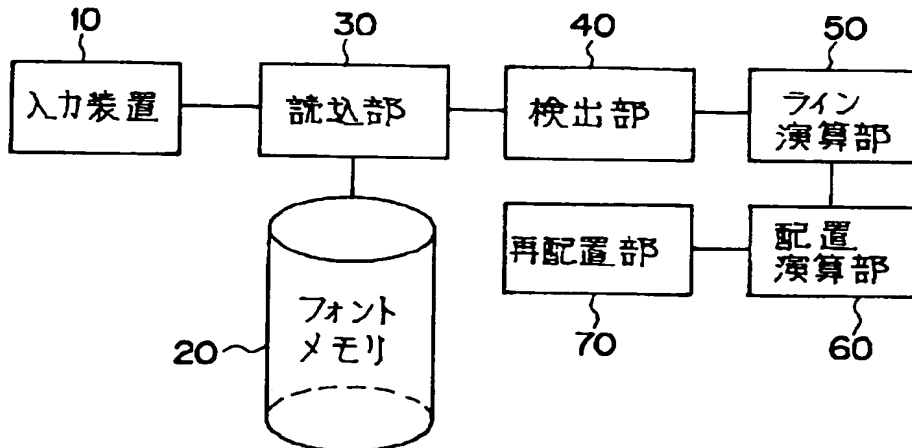 10
30
40
50
入力装置
読込部
検出部
ライン
演算部
再配置部
配置
演算部
フォント
メモリ
20
70
60